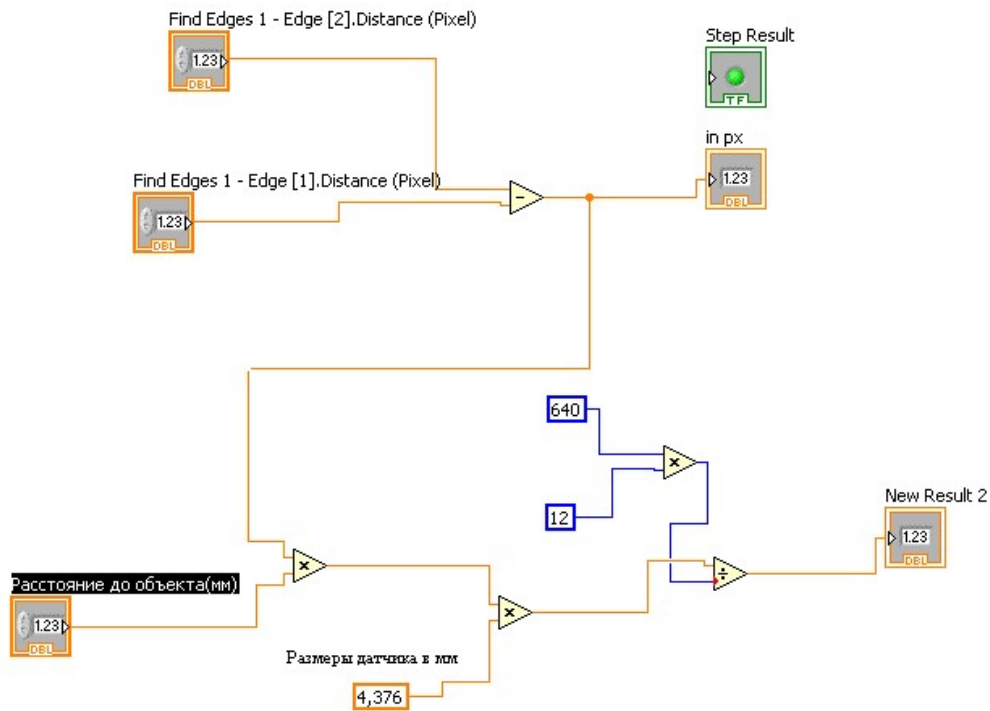 Find Edges 1 - Edge [2].Distance (Pixel)
1.23
DBL
Step Result
TF
in px
1.23
DBL
Find Edges 1 - Edge [1].Distance (Pixel)
1.23
DBL
-
640
x
12
New Result 2
1.23
DBL
x
÷
Расстояние до объекта(мм)
1.23
DBL
x
Размеры датчика в мм
4,376